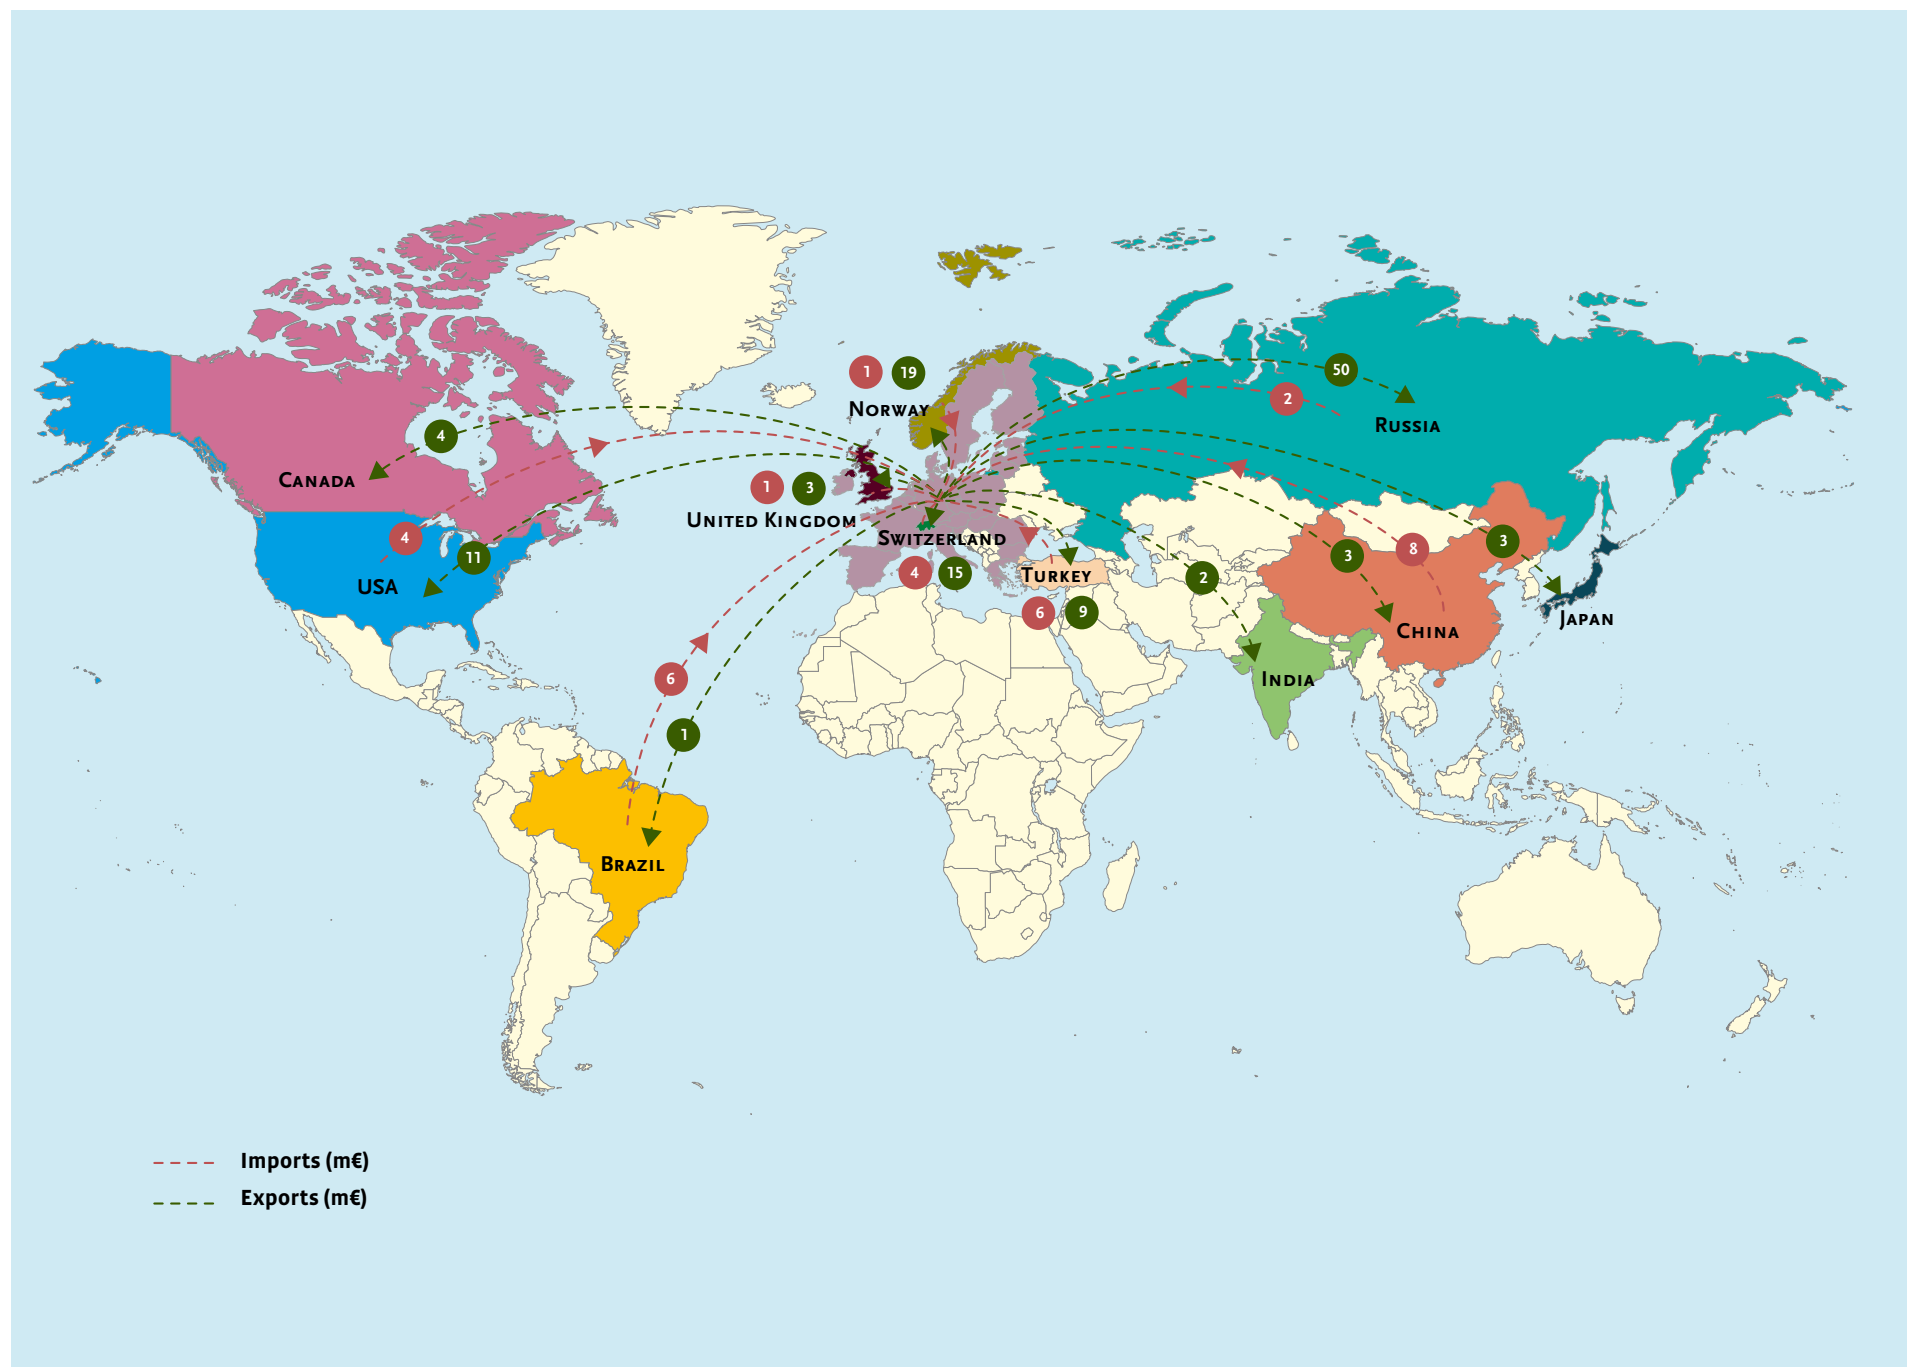 50
1 19
2
NORWAY
RUSSIA
4
CANADA
1 3
UNITED KINGDOM
4
11
SWITZERLAND
3
8
3
USA
4 15
TURKEY
2
6 9
JAPAN
CHINA
6
INDIA
1
BRAZIL
Imports (m€)
Exports (m€)